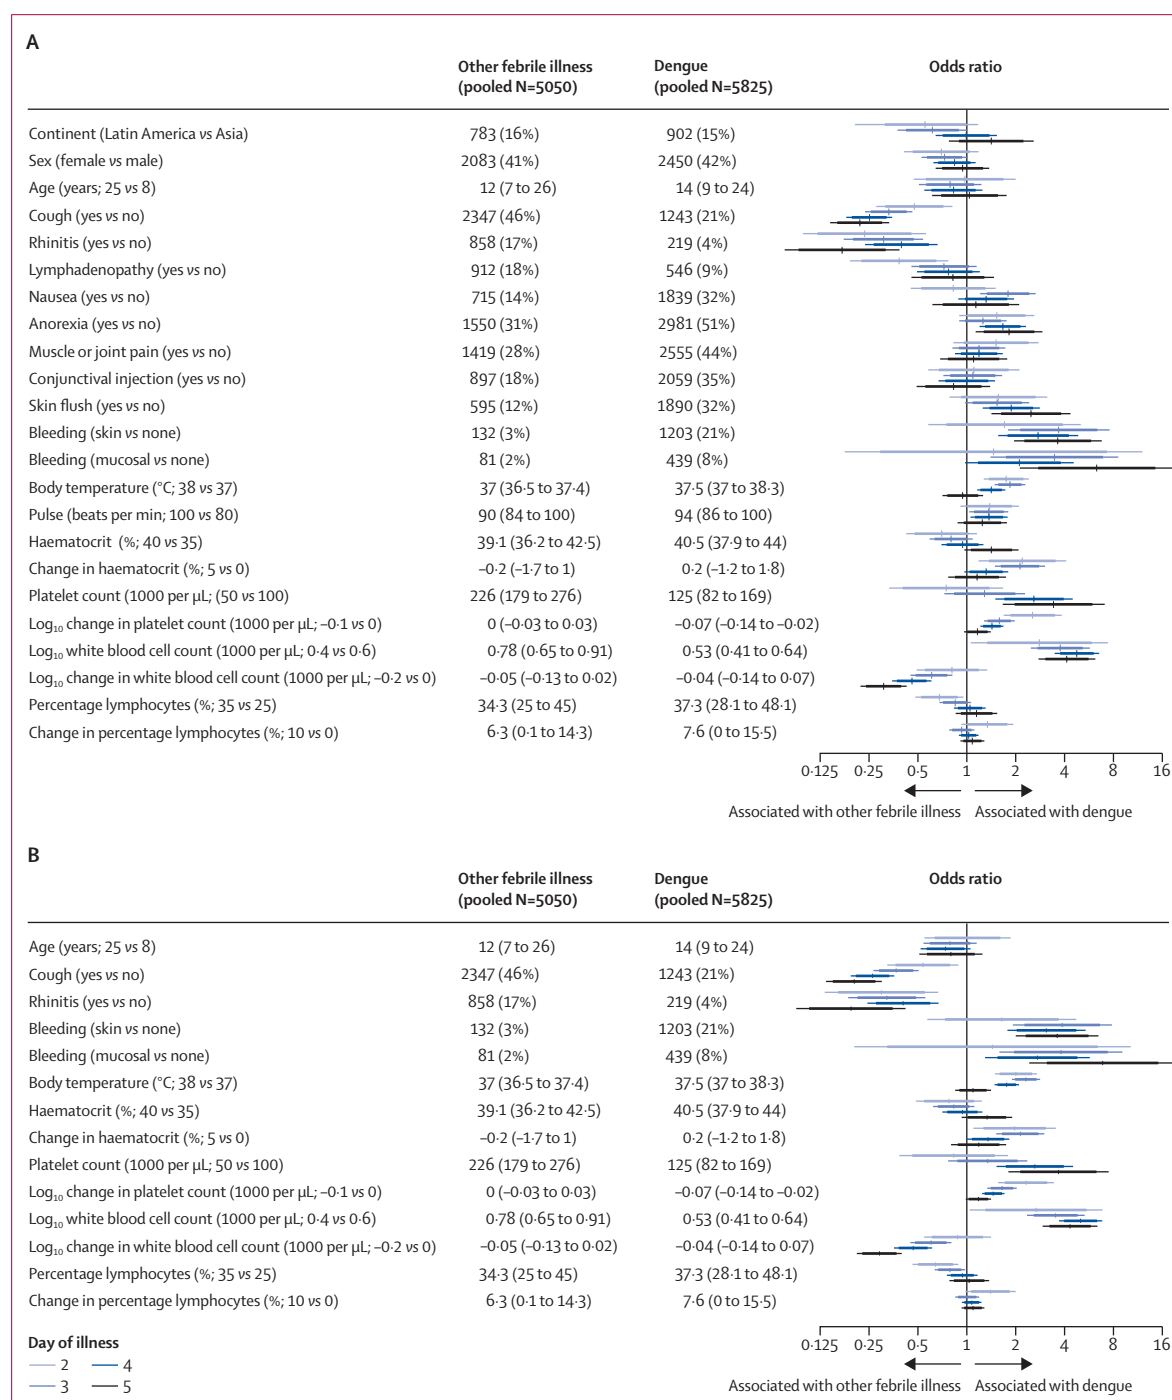 A
Other febrile illness Dengue Odds ratio
(pooled N=5050) (pooled N=5825)
Continent (Latin America vs Asia) 783 (16%) 902 (15%)
Sex (female vs male) 2083 (41%) 2450 (42%)
Age (years; 25 vs 8) 12 (7 to 26) 14 (9 to 24)
Cough (yes vs no) 2347 (46%) 1243 (21%)
Rhinitis (yes vs no) 858 (17%) 219 (4%)
Lymphadenopathy (yes vs no) 912 (18%) 546 (9%)
Nausea (yes vs no) 715 (14%) 1839 (32%)
Anorexia (yes vs no) 1550 (31%) 2981 (51%)
Muscle or joint pain (yes vs no) 1419 (28%) 2555 (44%)
Conjunctival injection (yes vs no) 897 (18%) 2059 (35%)
Skin flush (yes vs no) 595 (12%) 1890 (32%)
Bleeding (skin vs none) 132 (3%) 1203 (21%)
Bleeding (mucosal vs none) 81 (2%) 439 (8%)
Body temperature (°C; 38 vs 37) 37 (36·5 to 37·4) 37·5 (37 to 38·3)
Pulse (beats per min; 100 vs 80) 90 (84 to 100) 94 (86 to 100)
Haematocrit (%; 40 vs 35) 39·1 (36·2 to 42·5) 40·5 (37·9 to 44)
Change in haematocrit (%; 5 vs 0) –0·2 (–1·7 to 1) 0·2 (–1·2 to 1·8)
Platelet count (1000 per µL; (50 vs 100) 226 (179 to 276) 125 (82 to 169)
Log₁₀ change in platelet count (1000 per µL; –0·1 vs 0) 0 (–0·03 to 0·03) –0·07 (–0·14 to –0·02)
Log₁₀ white blood cell count (1000 per µL; 0·4 vs 0·6) 0·78 (0·65 to 0·91) 0·53 (0·41 to 0·64)
Log₁₀ change in white blood cell count (1000 per µL; –0·2 vs 0) –0·05 (–0·13 to 0·02) –0·04 (–0·14 to 0·07)
Percentage lymphocytes (%; 35 vs 25) 34·3 (25 to 45) 37·3 (28·1 to 48·1)
Change in percentage lymphocytes (%; 10 vs 0) 6·3 (0·1 to 14·3) 7·6 (0 to 15·5)
0·125 0·25 0·5 1 2 4 8 16
Associated with other febrile illness Associated with dengue
B
Other febrile illness Dengue Odds ratio
(pooled N=5050) (pooled N=5825)
Age (years; 25 vs 8) 12 (7 to 26) 14 (9 to 24)
Cough (yes vs no) 2347 (46%) 1243 (21%)
Rhinitis (yes vs no) 858 (17%) 219 (4%)
Bleeding (skin vs none) 132 (3%) 1203 (21%)
Bleeding (mucosal vs none) 81 (2%) 439 (8%)
Body temperature (°C; 38 vs 37) 37 (36·5 to 37·4) 37·5 (37 to 38·3)
Haematocrit (%; 40 vs 35) 39·1 (36·2 to 42·5) 40·5 (37·9 to 44)
Change in haematocrit (%; 5 vs 0) –0·2 (–1·7 to 1) 0·2 (–1·2 to 1·8)
Platelet count (1000 per µL; 50 vs 100) 226 (179 to 276) 125 (82 to 169)
Log₁₀ change in platelet count (1000 per µL; –0·1 vs 0) 0 (–0·03 to 0·03) –0·07 (–0·14 to –0·02)
Log₁₀ white blood cell count (1000 per µL; 0·4 vs 0·6) 0·78 (0·65 to 0·91) 0·53 (0·41 to 0·64)
Log₁₀ change in white blood cell count (1000 per µL; –0·2 vs 0) –0·05 (–0·13 to 0·02) –0·04 (–0·14 to 0·07)
Percentage lymphocytes (%; 35 vs 25) 34·3 (25 to 45) 37·3 (28·1 to 48·1)
Change in percentage lymphocytes (%; 10 vs 0) 6·3 (0·1 to 14·3) 7·6 (0 to 15·5)
0·125 0·25 0·5 1 2 4 8 16
Associated with other febrile illness Associated with dengue
Day of illness
2 4
3 5